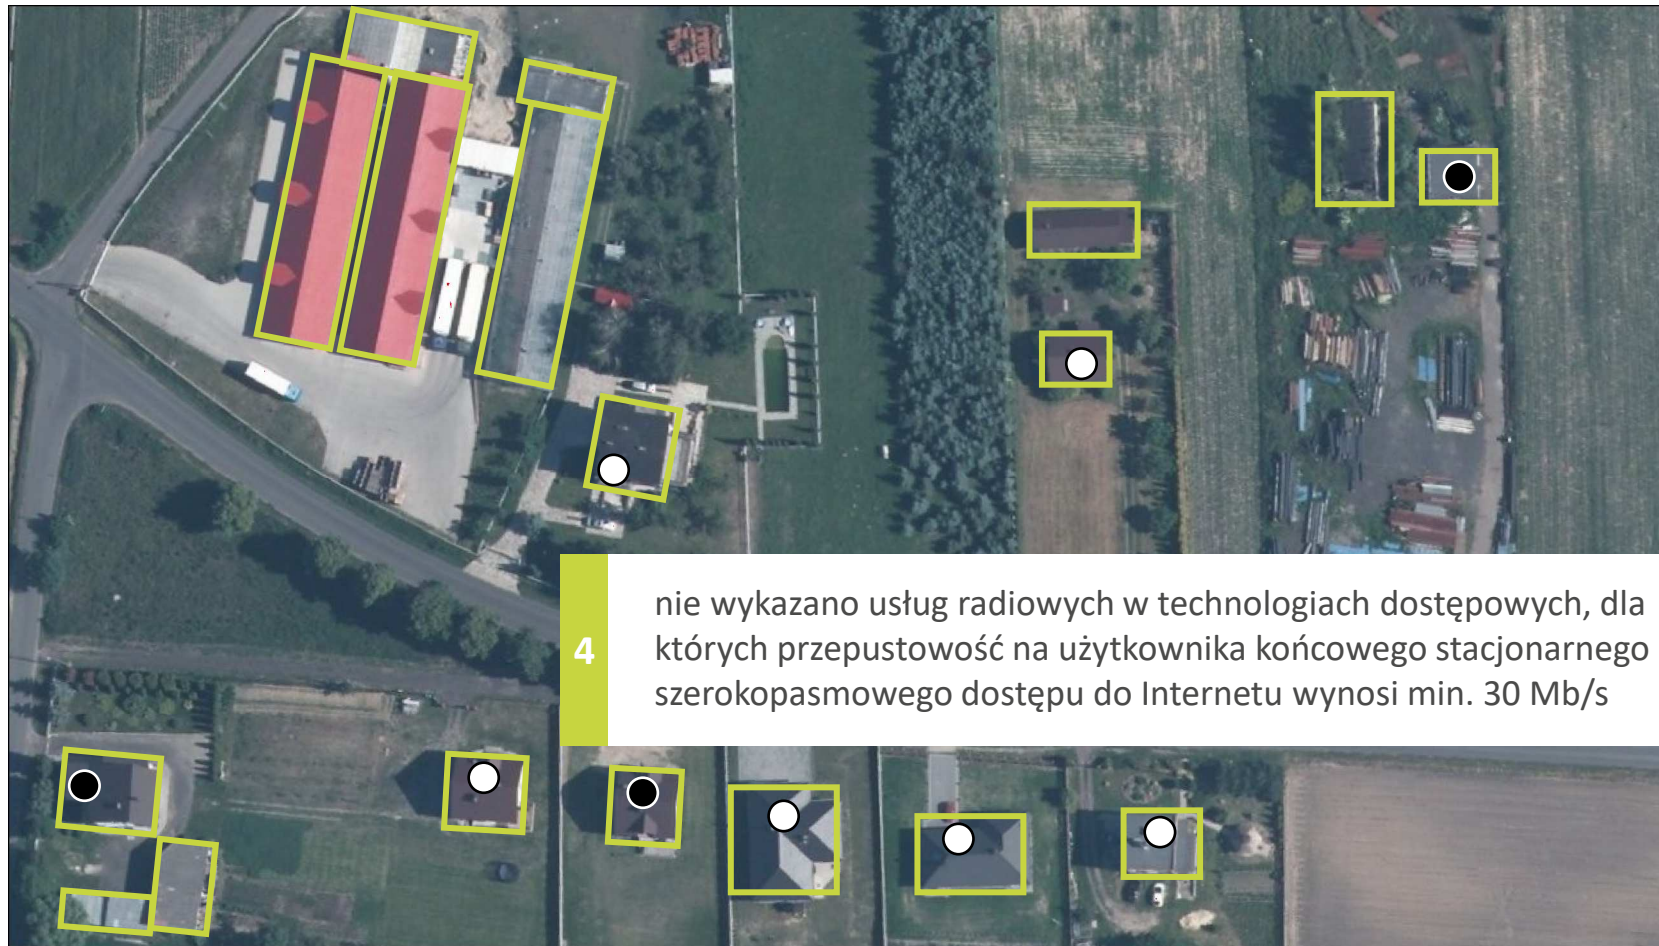 4
nie wykazano usług radiowych w technologiach dostępowych, dla
których przepustowość na użytkownika końcowego stacjonarnego
szerokopasmowego dostępu do Internetu wynosi min. 30 Mb/s